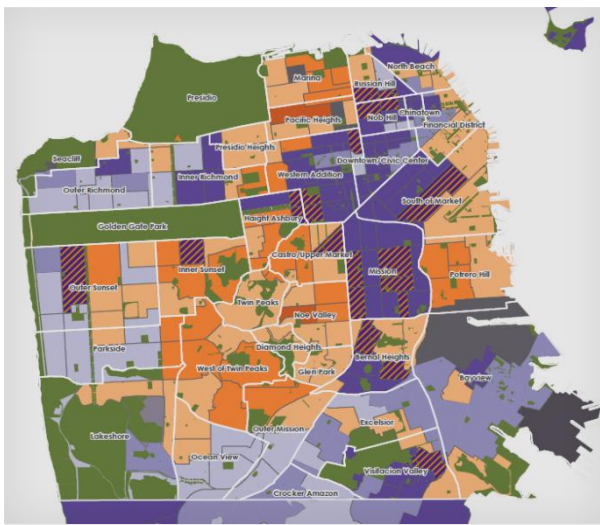 North Beach
Marina
Russian Hill
Presidio
Chinatown
Nob Hill
Pacific Heights
Financial District
Presidio Heights
Seacliff
Downtown/Civic Center
Western Addition
Inner Richmond
Outer Richmond
South of Market
Haight Ashbury
Golden Gate Park
Castro/Upper Market
Inner Sunset
Mission
Potrero Hill
Outer Sunset
Twin Peaks
Noe Valley
Parkside
Diamond Heights
Bernal Heights
West of Twin Peaks
Glen Park
Bayview
Excelsior
Outer Mission
Lakeshore
Ocean View
Visitacion Valley
Crocker Amazon